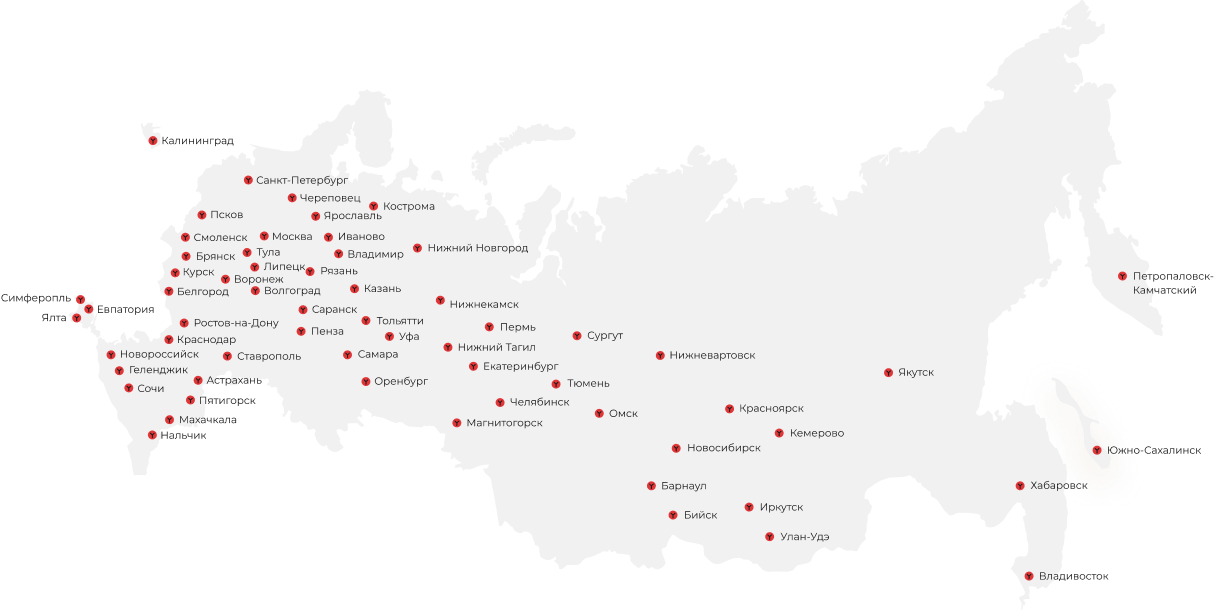 Калининград
Санкт-Петербург
Череповец
Кострома
Псков
Ярославль
Смоленск
Москва
Иваново
Нижний Новгород
Брянск
Тула
Владимир
Курск
Липецк
Рязань
Воронеж
Петропаловск-
Камчатский
Белгород
Волгоград
Казань
Симферопль
Евпатория
Нижнекамск
Ялта
Саранск
Ростов-на-Дону
Тольятти
Пермь
Пенза
Уфа
Сургут
Краснодар
Нижний Тагил
Новороссийск
Ставрополь
Самара
Нижневартовск
Геленджик
Екатеринбург
Якутск
Астрахань
Оренбург
Тюмень
Сочи
Пятигорск
Челябинск
Красноярск
Омск
Махачкала
Магнитогорск
Нальчик
Кемерово
Новосибирск
Южно-Сахалинск
Барнаул
Хабаровск
Иркутск
Бийск
Улан-Удэ
Владивосток